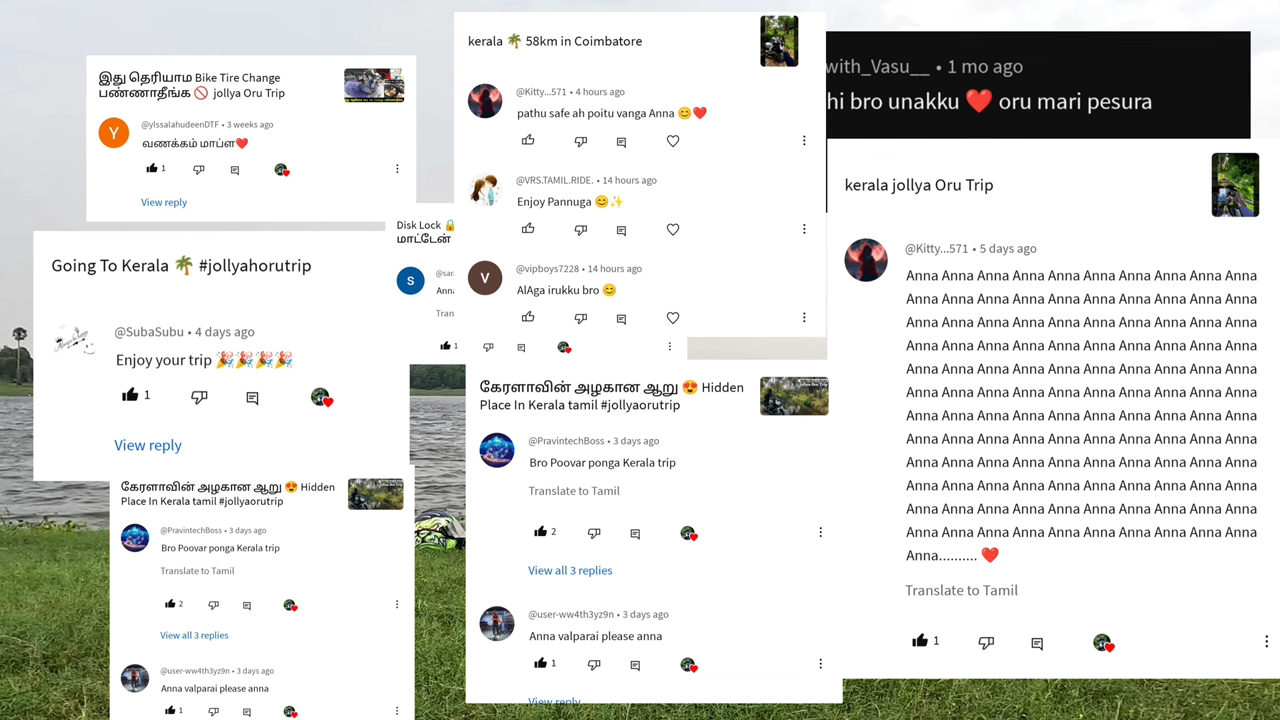 இது தெரியாம Bike Tire Change
பண்ணாதீங்க 🚫 jollya Oru Trip
@ylssalahudeenDTF • 3 weeks ago
Y
வணக்கம் மாப்ள❤️
1
View reply
Going To Kerala 🌴 #jollyahorutrip
@SubaSubu • 4 days ago
Enjoy your trip 🎉🎉🎉🎉
1
View reply
கேரளாவின் அழகான ஆறு 😍 Hidden
Place In Kerala tamil #jollyaorutrip
@PravintechBoss • 3 days ago
Bro Poovar ponga Kerala trip
Translate to Tamil
2
View all 3 replies
@user-ww4th3yz9n • 3 days ago
Anna valparai please anna
1
Disk Lock 🔒
மாட்டேன்
@sar
S
Anna
Tran
1
kerala 🌴 58km in Coimbatore
@Kitty...571 • 4 hours ago
pathu safe ah poitu vanga Anna 😊❤️
@VRS.TAMIL.RIDE. • 14 hours ago
Enjoy Pannuga 😊✨
@vipboys7228 • 14 hours ago
V
AlAga irukku bro 😊
கேரளாவின் அழகான ஆறு 😍 Hidden
Place In Kerala tamil #jollyaorutrip
@PravintechBoss • 3 days ago
Bro Poovar ponga Kerala trip
Translate to Tamil
2
View all 3 replies
@user-ww4th3yz9n • 3 days ago
Anna valparai please anna
1
View reply
with_Vasu__ • 1 mo ago
hi bro unakku ❤️ oru mari pesura
kerala jollya Oru Trip
@Kitty...571 • 5 days ago
Anna Anna Anna Anna Anna Anna Anna Anna Anna Anna
Anna Anna Anna Anna Anna Anna Anna Anna Anna Anna
Anna Anna Anna Anna Anna Anna Anna Anna Anna Anna
Anna Anna Anna Anna Anna Anna Anna Anna Anna Anna
Anna Anna Anna Anna Anna Anna Anna Anna Anna Anna
Anna Anna Anna Anna Anna Anna Anna Anna Anna Anna
Anna Anna Anna Anna Anna Anna Anna Anna Anna Anna
Anna Anna Anna Anna Anna Anna Anna Anna Anna Anna
Anna Anna Anna Anna Anna Anna Anna Anna Anna Anna
Anna Anna Anna Anna Anna Anna Anna Anna Anna Anna
Anna Anna Anna Anna Anna Anna Anna Anna Anna Anna
Anna Anna Anna Anna Anna Anna Anna Anna Anna Anna
Anna.......... ❤️
Translate to Tamil
1